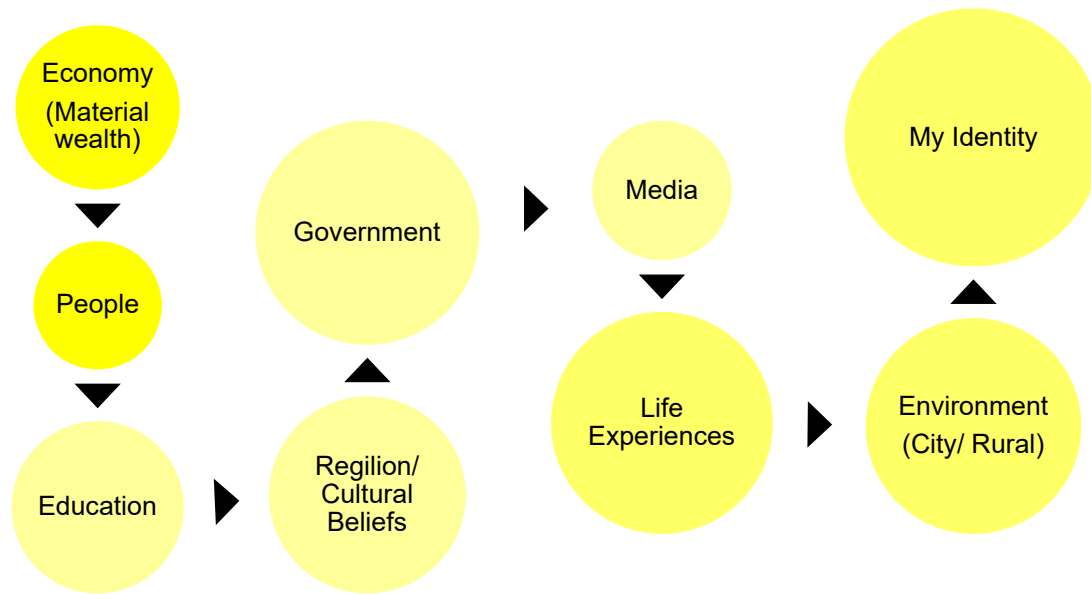 Economy
(Material
wealth)
People
Education
Regilion/
Cultural
Beliefs
Government
Media
Life
Experiences
Environment
(City/ Rural)
My Identity